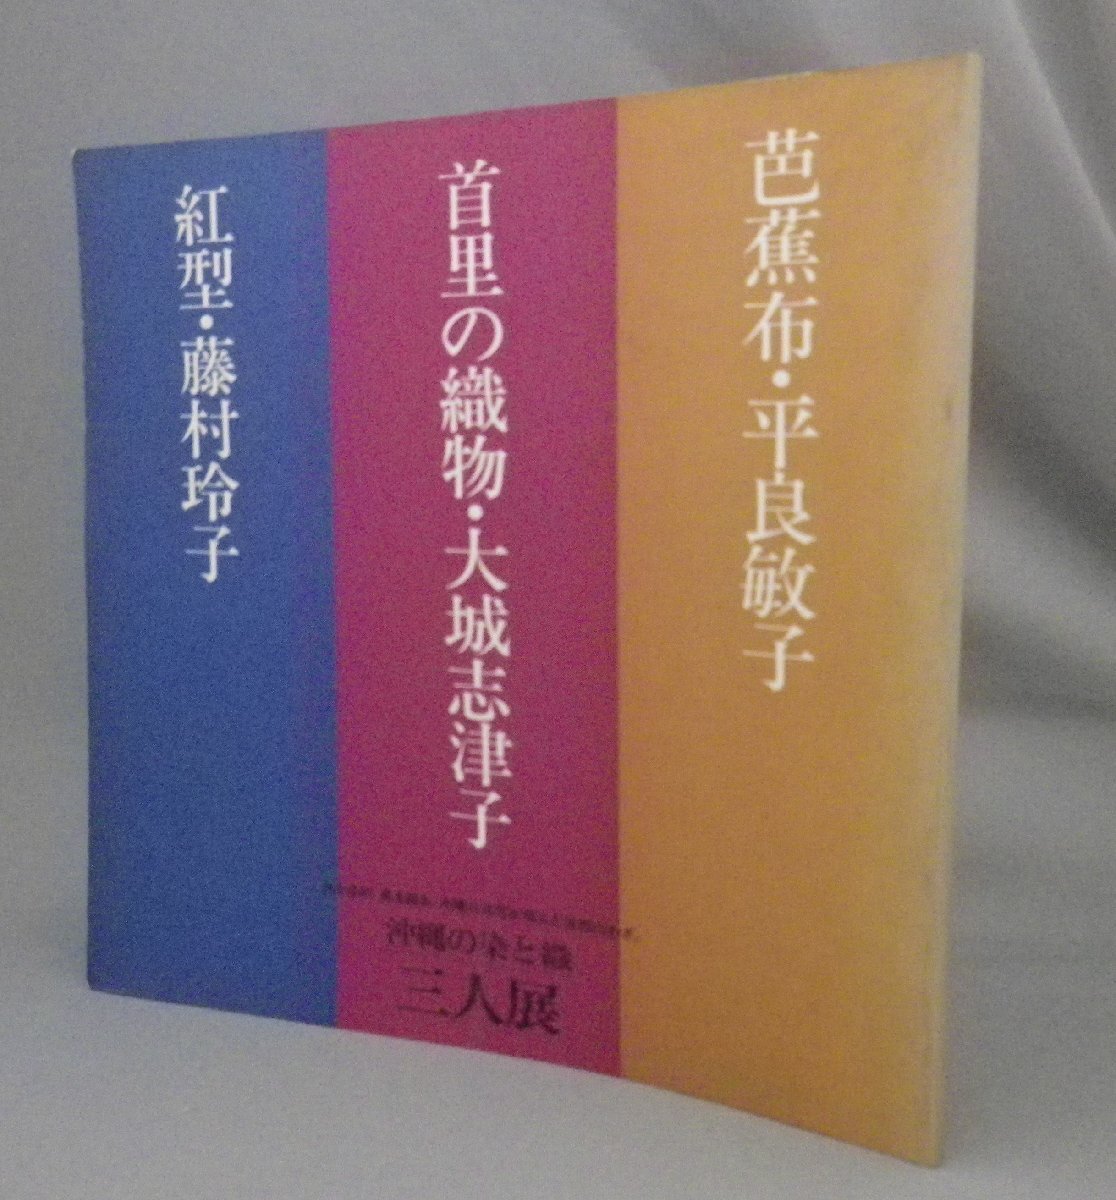 芭蕉布・平良敏子
首里の織物・大城志津子
紅型・藤村玲子
沖縄の染と織
三人展